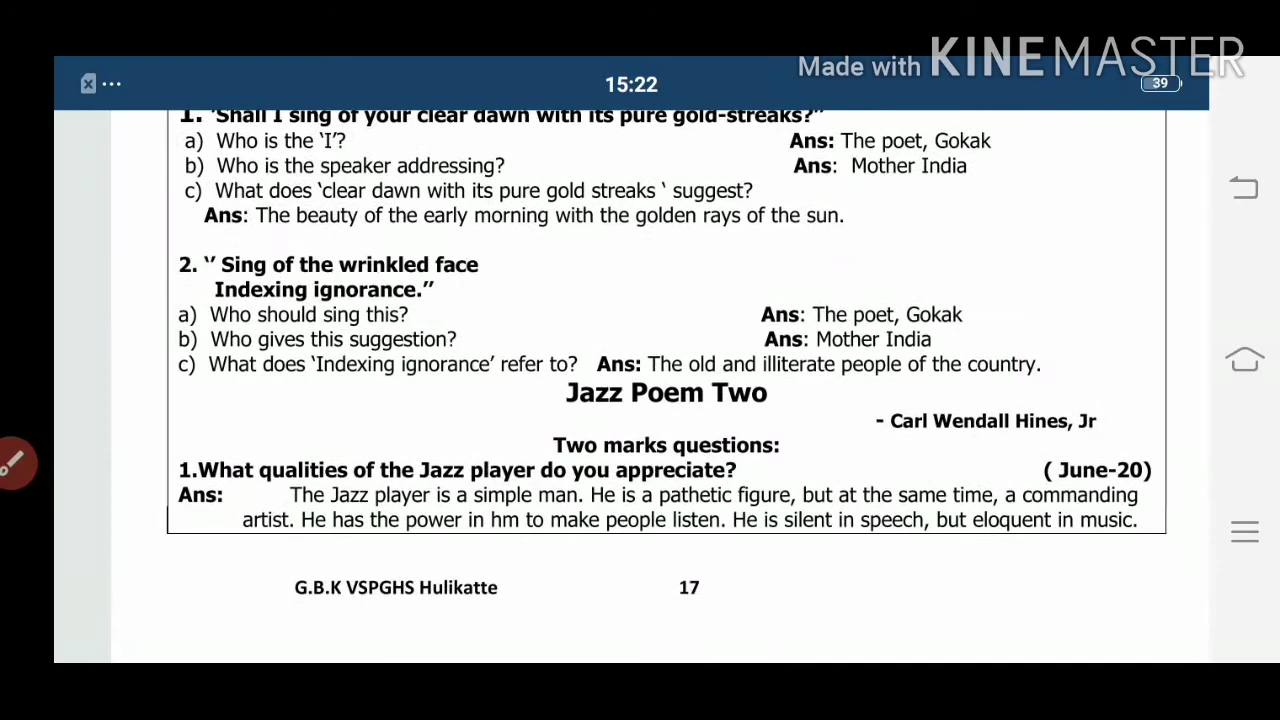 Made with KINEMASTER
15:22
39
1. 'Shall I sing of your clear dawn with its pure gold-streaks?"
a) Who is the 'I'? Ans: The poet, Gokak
b) Who is the speaker addressing? Ans: Mother India
c) What does 'clear dawn with its pure gold streaks ' suggest?
Ans: The beauty of the early morning with the golden rays of the sun.
2. '' Sing of the wrinkled face
Indexing ignorance.''
a) Who should sing this? Ans: The poet, Gokak
b) Who gives this suggestion? Ans: Mother India
c) What does 'Indexing ignorance' refer to? Ans: The old and illiterate people of the country.
Jazz Poem Two
- Carl Wendall Hines, Jr
Two marks questions:
1.What qualities of the Jazz player do you appreciate? ( June-20)
Ans: The Jazz player is a simple man. He is a pathetic figure, but at the same time, a commanding
artist. He has the power in hm to make people listen. He is silent in speech, but eloquent in music.
G.B.K VSPGHS Hulikatte 17